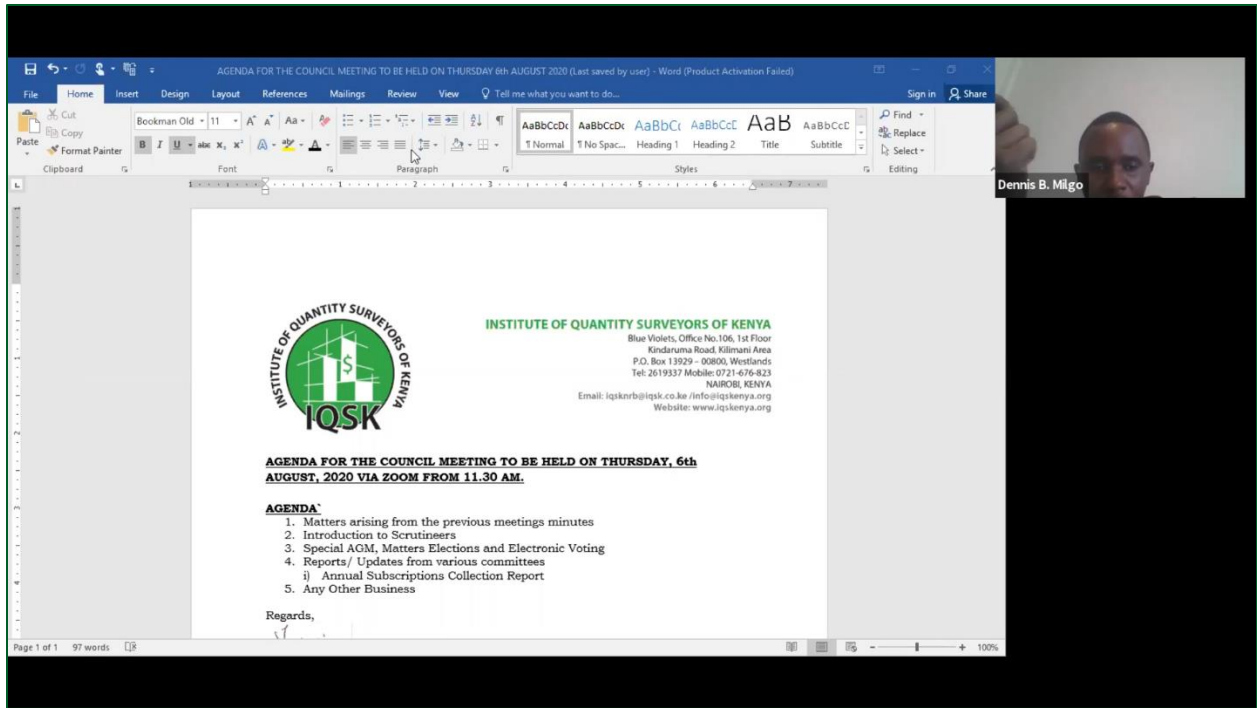 AGENDA FOR THE COUNCIL MEETING TO BE HELD ON THURSDAY 6th AUGUST 2020 (Last saved by user) - Word (Product Activation Failed)
File Home Insert Design Layout References Mailings Review View Tell me what you want to do... Sign in Share
Cut
Copy
Format Painter
Paste
Bookman Old 11
Clipboard Font Paragraph Styles Editing
AaBbCcDc AaBbCcDc AaBbCc AaBbCcD AaB AaBbCcD
¶ Normal ¶ No Spac... Heading 1 Heading 2 Title Subtitle
Find
Replace
Select
Dennis B. Milgo
INSTITUTE OF QUANTITY SURVEYORS OF KENYA
IQSK
INSTITUTE OF QUANTITY SURVEYORS OF KENYA
Blue Violets, Office No.106, 1st Floor
Kindaruma Road, Kilimani Area
P.O. Box 13929 – 00800, Westlands
Tel: 2619337 Mobile: 0721-676-823
NAIROBI, KENYA
Email: iqsknrb@iqsk.co.ke /info@iqskenya.org
Website: www.iqskenya.org
AGENDA FOR THE COUNCIL MEETING TO BE HELD ON THURSDAY, 6th
AUGUST, 2020 VIA ZOOM FROM 11.30 AM.
AGENDA`
1. Matters arising from the previous meetings minutes
2. Introduction to Scrutineers
3. Special AGM, Matters Elections and Electronic Voting
4. Reports/ Updates from various committees
i) Annual Subscriptions Collection Report
5. Any Other Business
Regards,
Page 1 of 1 97 words 100%